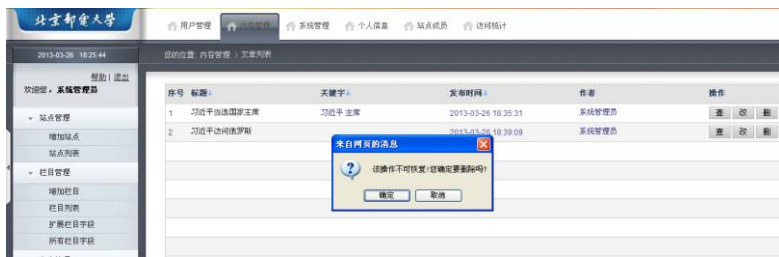 北京邮电大学
用户管理 内容管理 系统管理 个人信息 站点成员 访问统计
2013-03-26 18:25:44
您的位置: 内容管理 > 文章列表
帮助 | 退出
欢迎您，系统管理员
序号 标题 关键字 发布时间 作者 操作
站点管理
1 习近平当选国家主席 习近平 主席 2013-03-26 18:35:31 系统管理员 查 改 删
增加站点
2 习近平访问俄罗斯 2013-03-26 18:39:09 系统管理员 查 改 删
站点列表
来自网页的消息
栏目管理
该操作不可恢复!您确定要删除吗?
增加栏目
确定 取消
栏目列表
扩展栏目字段
所有栏目字段